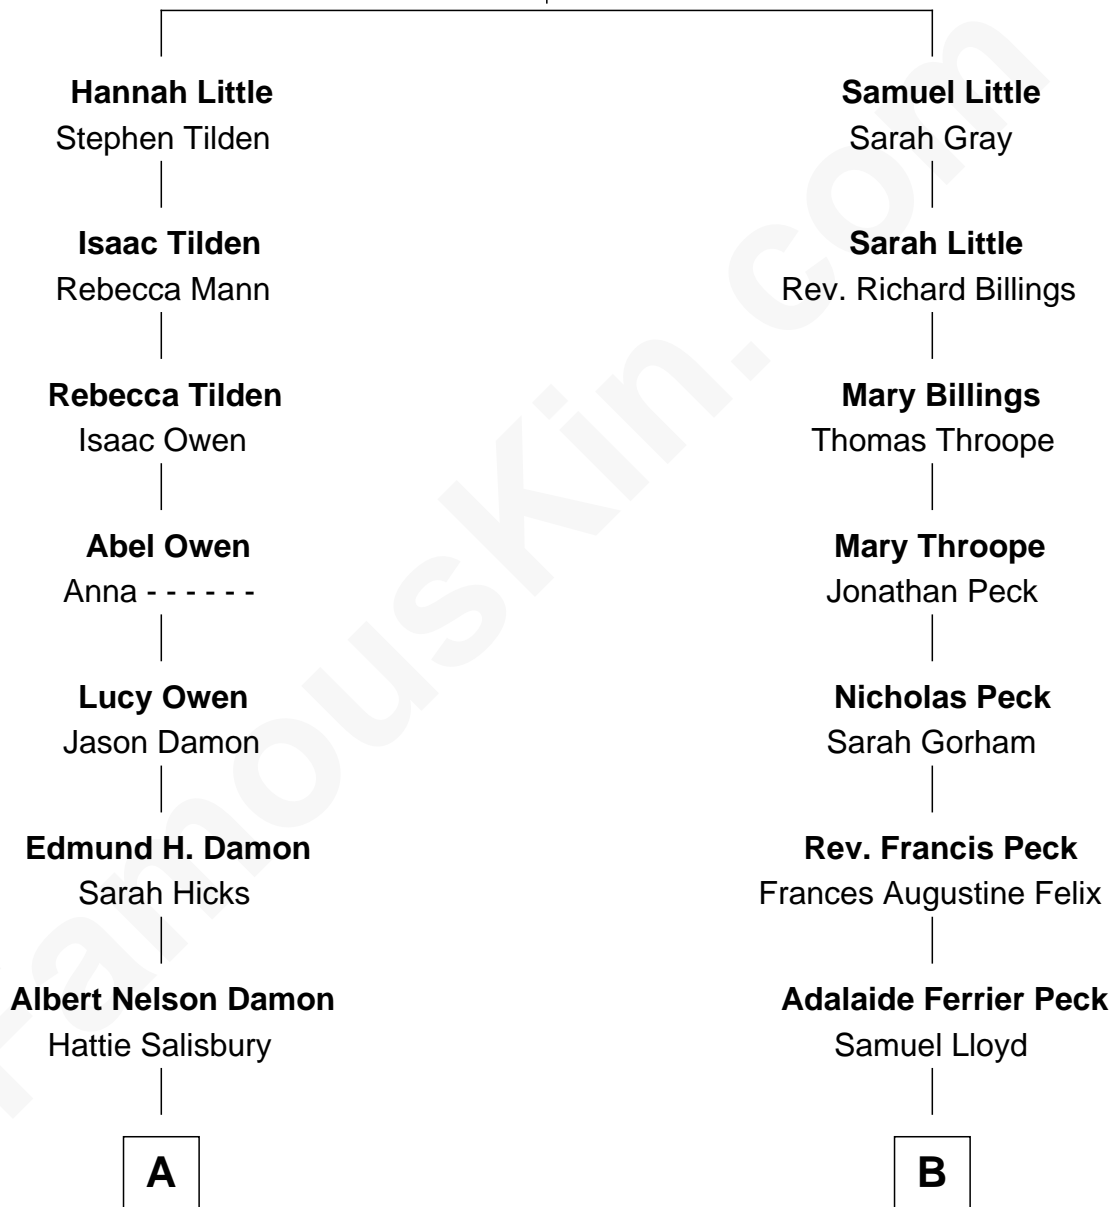 Hannah Little
Stephen Tilden
Isaac Tilden
Rebecca Mann
Rebecca Tilden
Isaac Owen
Abel Owen
Anna - - - - - -
Lucy Owen
Jason Damon
Edmund H. Damon
Sarah Hicks
Albert Nelson Damon
Hattie Salisbury
A
Samuel Little
Sarah Gray
Sarah Little
Rev. Richard Billings
Mary Billings
Thomas Throope
Mary Throope
Jonathan Peck
Nicholas Peck
Sarah Gorham
Rev. Francis Peck
Frances Augustine Felix
Adalaide Ferrier Peck
Samuel Lloyd
B
FamousKin.com